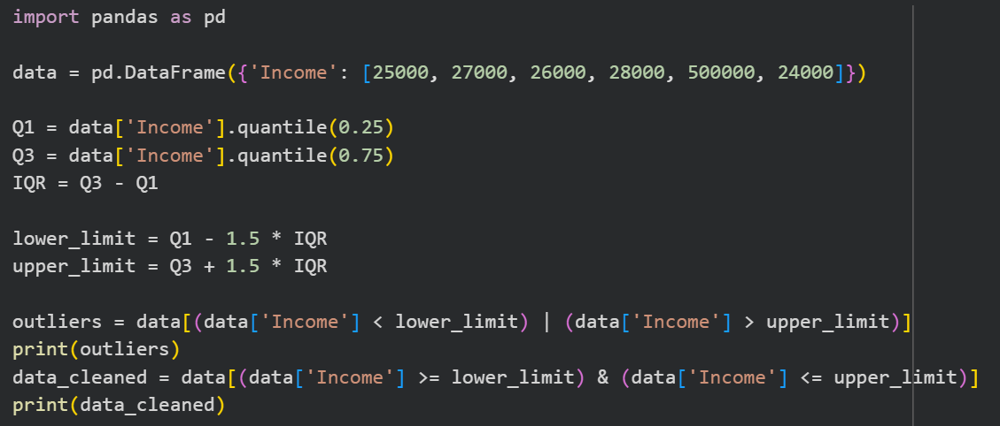 import pandas as pd
data = pd.DataFrame({'Income': [25000, 27000, 26000, 28000, 500000, 24000]})
Q1 = data['Income'].quantile(0.25)
Q3 = data['Income'].quantile(0.75)
IQR = Q3 - Q1
lower_limit = Q1 - 1.5 * IQR
upper_limit = Q3 + 1.5 * IQR
outliers = data[(data['Income'] < lower_limit) | (data['Income'] > upper_limit)]
print(outliers)
data_cleaned = data[(data['Income'] >= lower_limit) & (data['Income'] <= upper_limit)]
print(data_cleaned)